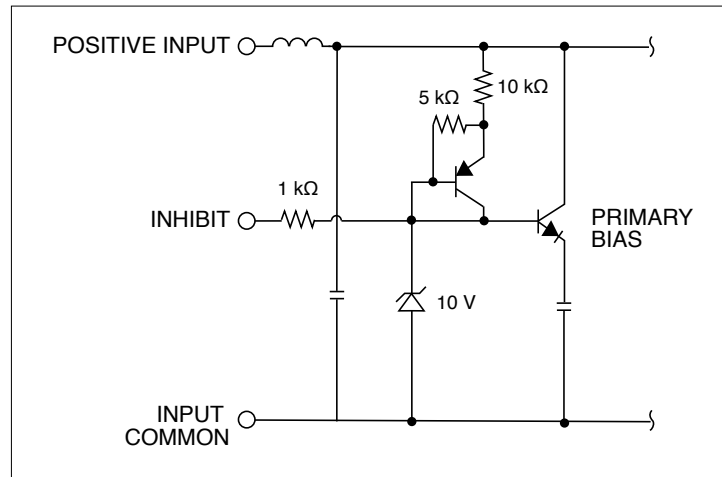 POSITIVE INPUT
10 kΩ
5 kΩ
1 kΩ
INHIBIT
PRIMARY
BIAS
10 V
INPUT
COMMON